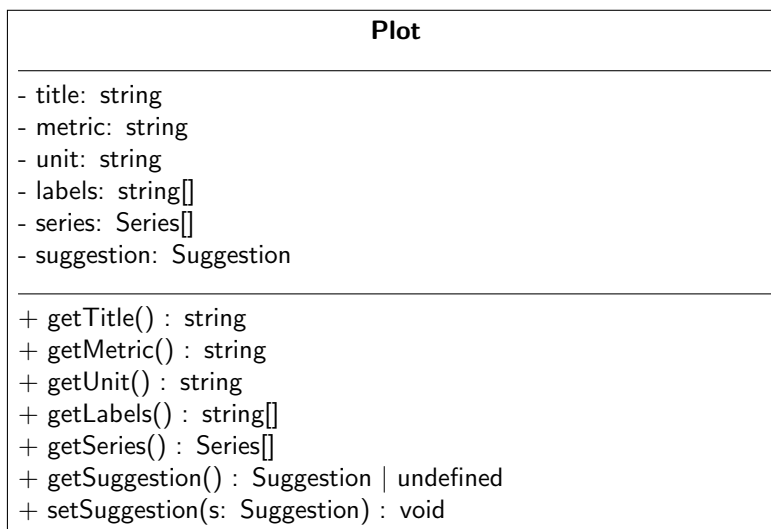 Plot
- title: string
- metric: string
- unit: string
- labels: string[]
- series: Series[]
- suggestion: Suggestion
+ getTitle() : string
+ getMetric() : string
+ getUnit() : string
+ getLabels() : string[]
+ getSeries() : Series[]
+ getSuggestion() : Suggestion | undefined
+ setSuggestion(s: Suggestion) : void